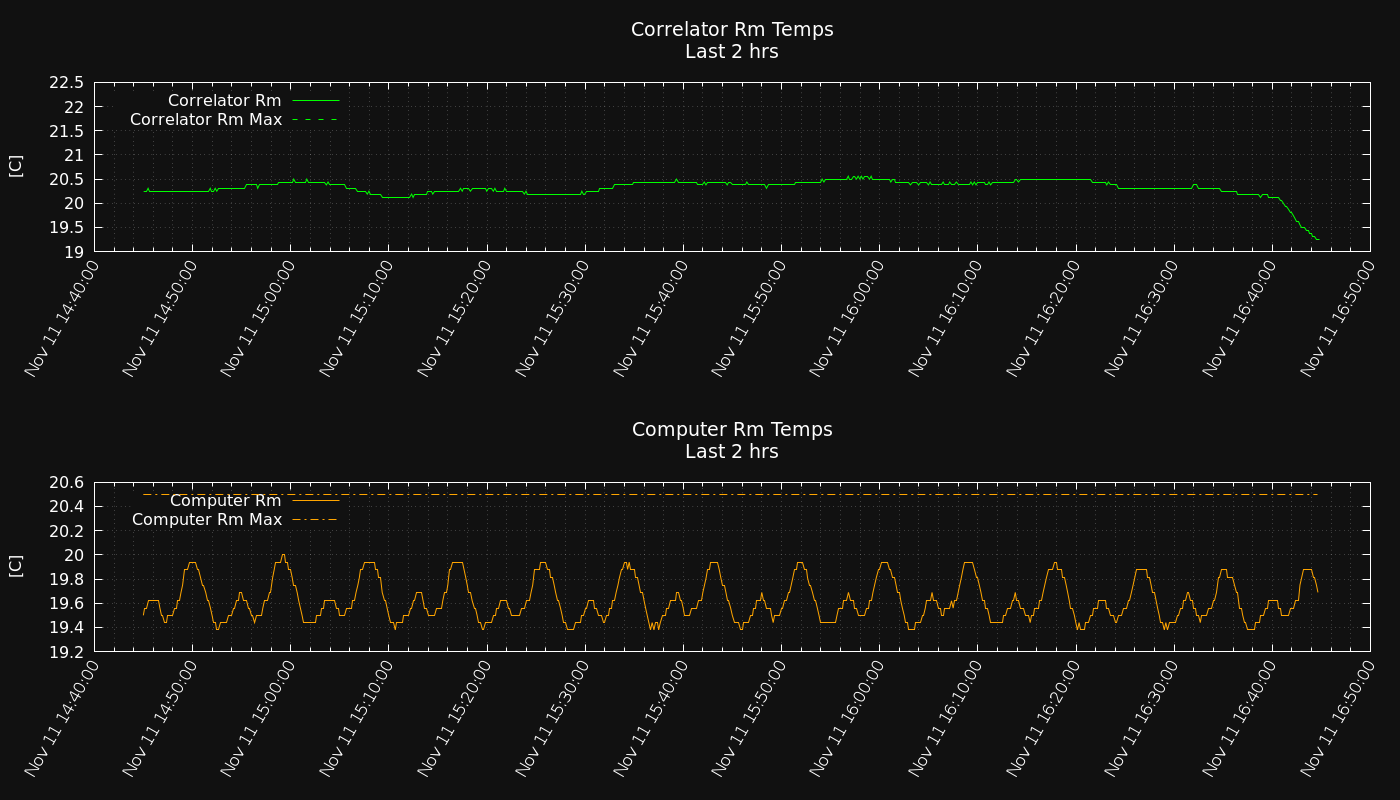 Correlator Rm Temps
Last 2 hrs
22.5
22
21.5
21
20.5
20
19.5
19
[C]
Correlator Rm
Correlator Rm Max
Nov 11 14:40:00
Nov 11 14:50:00
Nov 11 15:00:00
Nov 11 15:10:00
Nov 11 15:20:00
Nov 11 15:30:00
Nov 11 15:40:00
Nov 11 15:50:00
Nov 11 16:00:00
Nov 11 16:10:00
Nov 11 16:20:00
Nov 11 16:30:00
Nov 11 16:40:00
Nov 11 16:50:00
Computer Rm Temps
Last 2 hrs
20.6
20.4
20.2
20
19.8
19.6
19.4
19.2
[C]
Computer Rm
Computer Rm Max
Nov 11 14:40:00
Nov 11 14:50:00
Nov 11 15:00:00
Nov 11 15:10:00
Nov 11 15:20:00
Nov 11 15:30:00
Nov 11 15:40:00
Nov 11 15:50:00
Nov 11 16:00:00
Nov 11 16:10:00
Nov 11 16:20:00
Nov 11 16:30:00
Nov 11 16:40:00
Nov 11 16:50:00